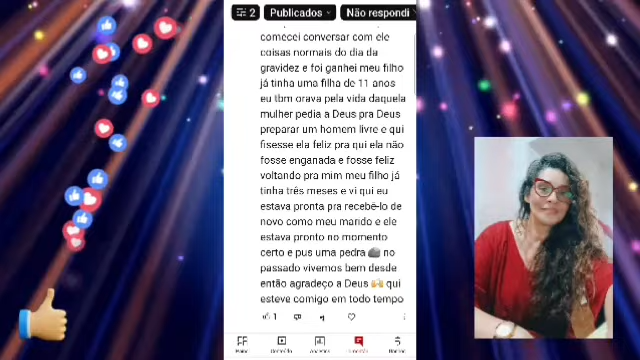 2 Publicados Não respondi
comecei conversar com ele
coisas normais do dia da
gravidez e foi ganhei meu filho
já tinha uma filha de 11 anos
eu tbm orava pela vida daquela
mulher pedia a Deus pra Deus
preparar um homem livre e qui
fisesse ela feliz pra qui ela não
fosse enganada e fosse feliz
voltando pra mim meu filho já
tinha três meses e vi qui eu
estava pronta pra recebê-lo de
novo como meu marido e ele
estava pronto no momento
certo e pus uma pedra 🪨 no
passado vivemos bem desde
então agradeço a Deus 🙌 qui
esteve comigo em todo tempo
1
Conteúdo